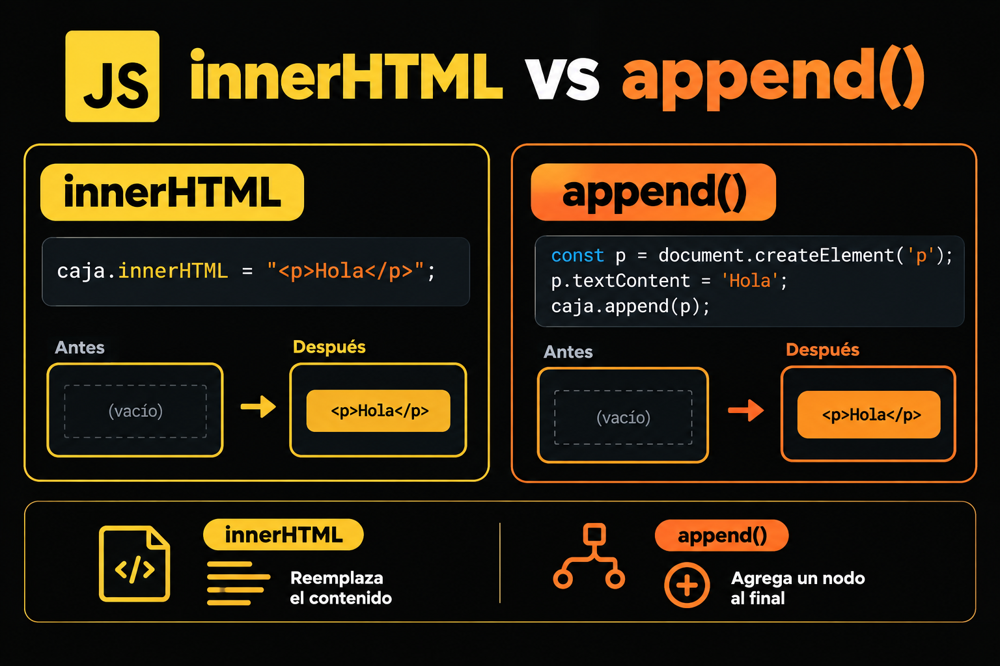 JS innerHTML vs append()
innerHTML
caja.innerHTML = "<p>Hola</p>";
Antes
Después
(vacío)
<p>Hola</p>
append()
const p = document.createElement('p');
p.textContent = 'Hola';
caja.append(p);
Antes
Después
(vacío)
<p>Hola</p>
</>
innerHTML
Reemplaza
el contenido
append()
Agrega un nodo
al final